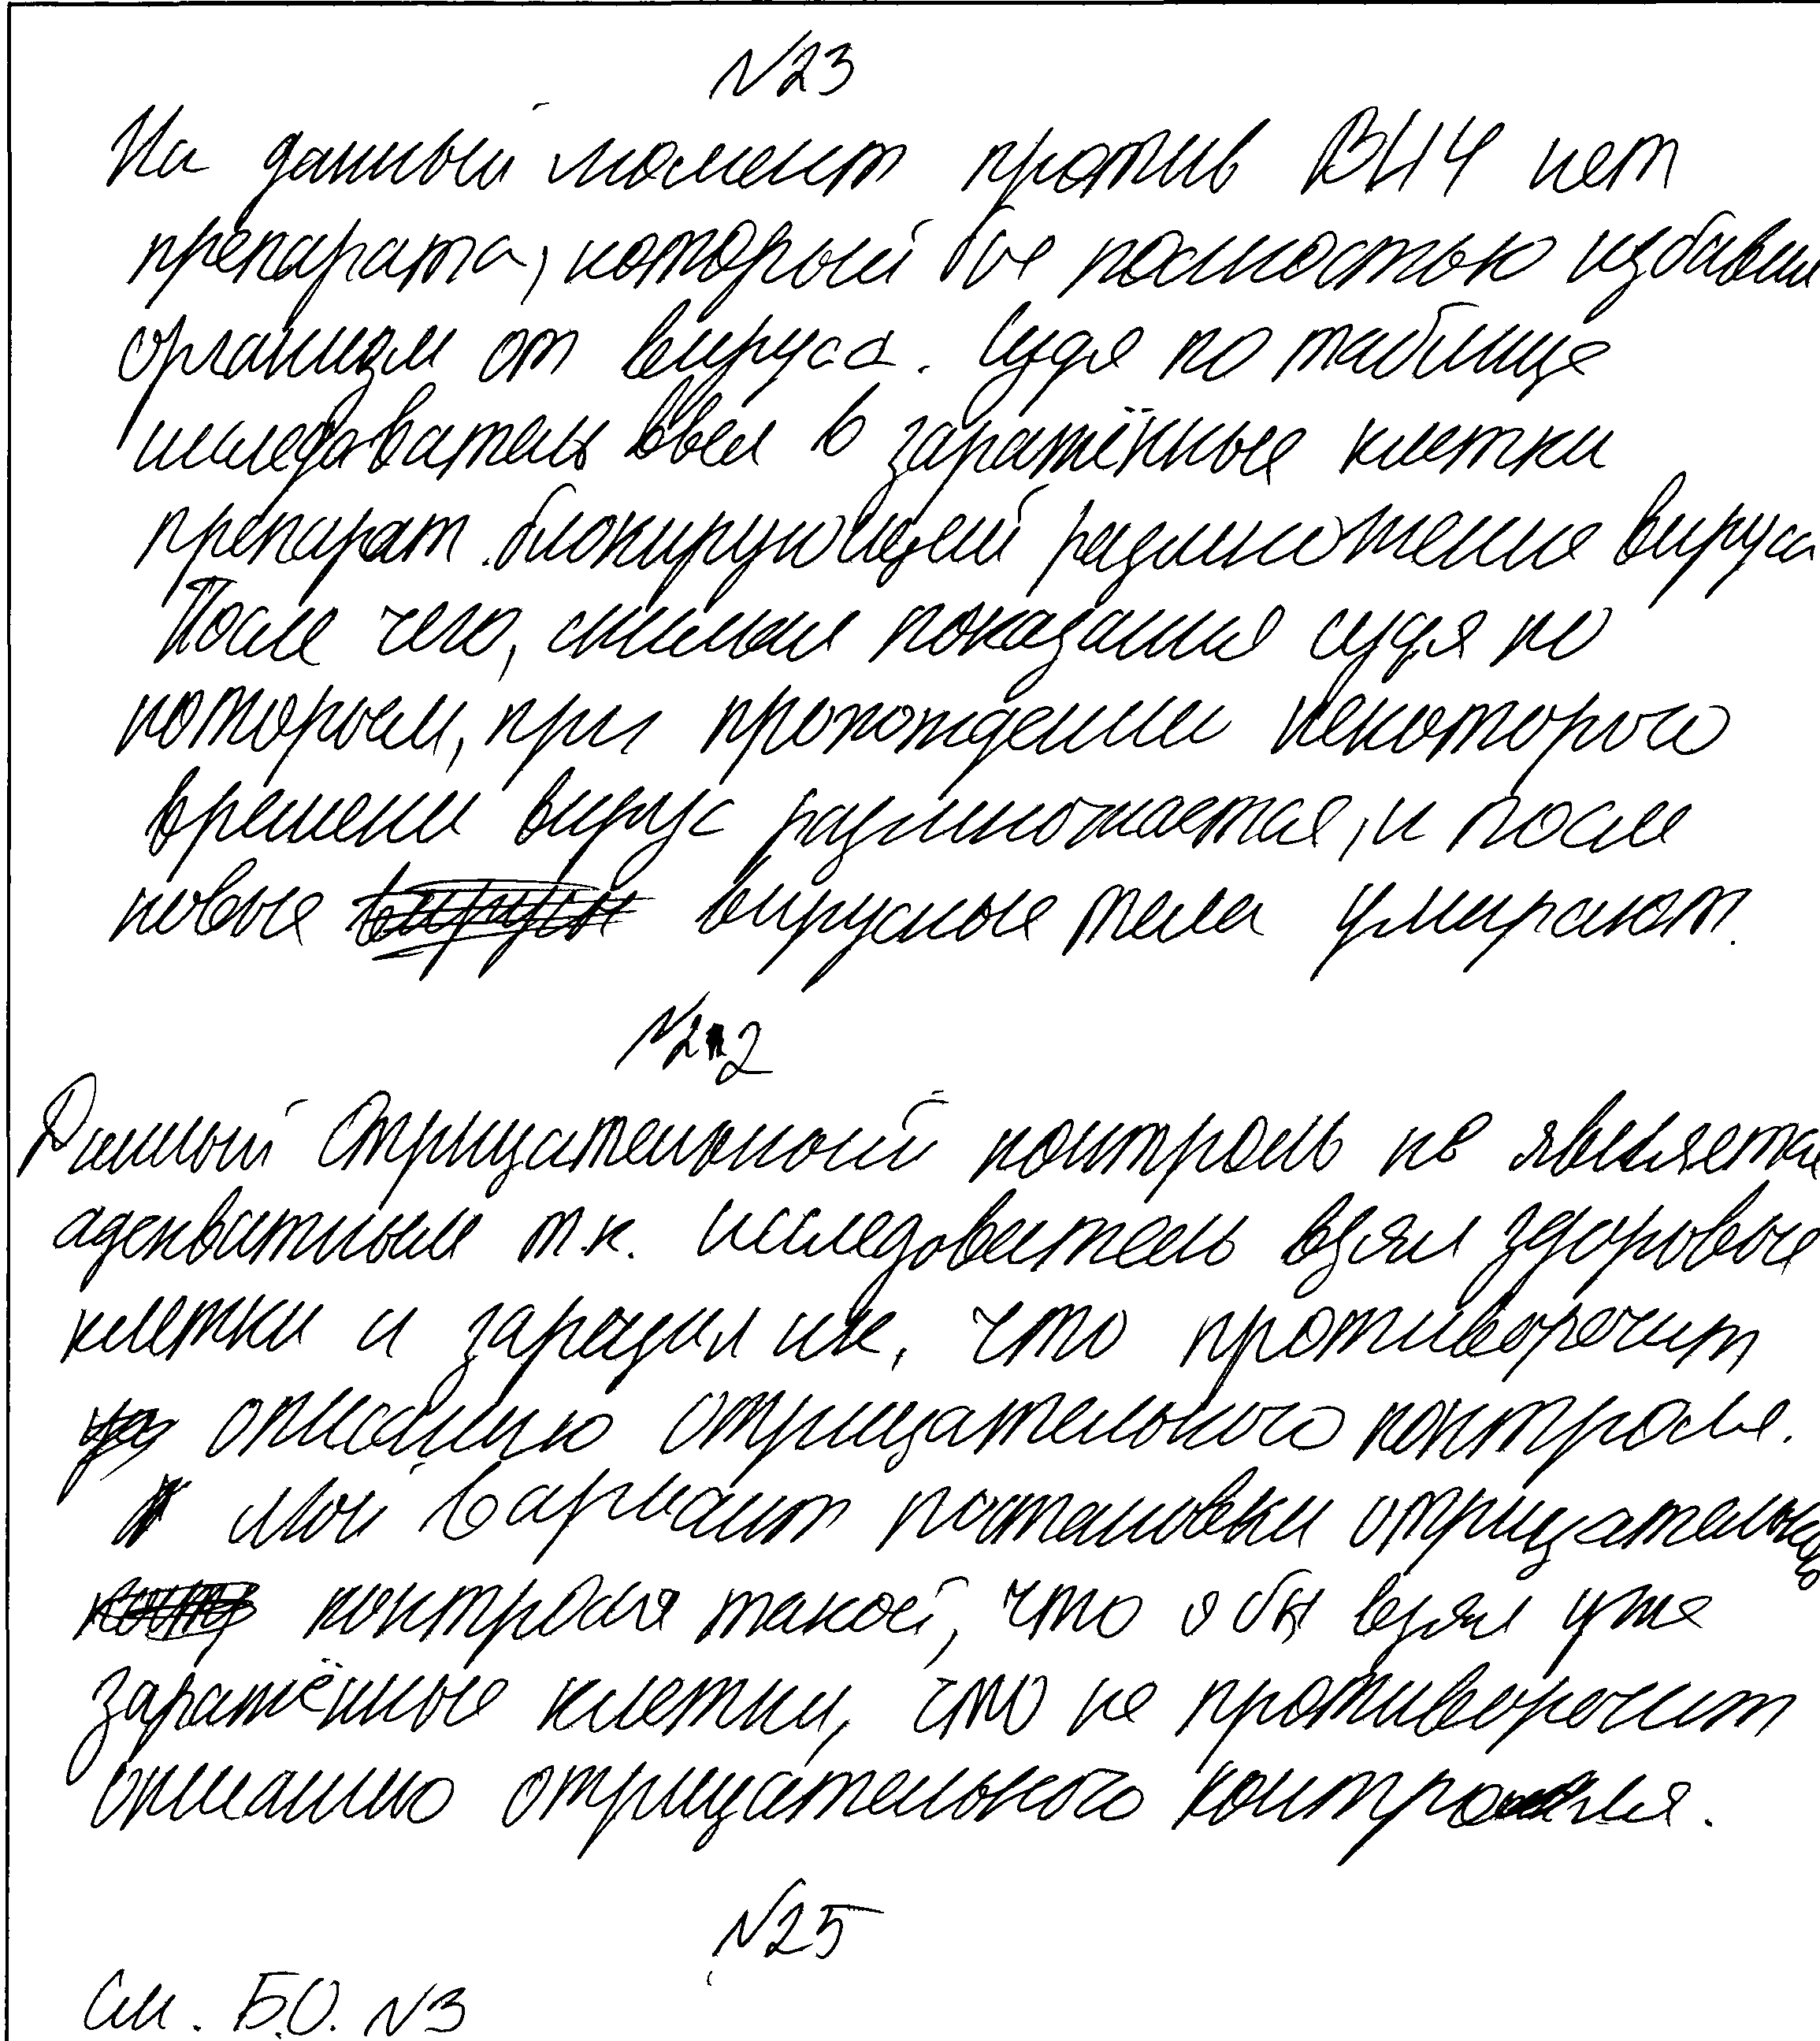 №23
На данный момент против ВИЧ нет
препарата, который бы полностью избавил
организм от вируса. Судя по таблице
исследователь ввел в заражённые клетки
препарат блокирующей размножение вируса
После чего, снимал показания судя по
которым, при прохождении некоторого
времени вирус размножается, и после
новые вирусные тела умирают.
№22
Данный Отрицательный контроль не является
адекватным т.к. исследователь взял здоровые
клетки и заразил их, что противоречит
описанию отрицательного контроля.
Мой вариант постановки отрицательного
контроля такой, что я бы взял уже
заражённые клетки, что не противоречит
описанию отрицательного контроля.
№25
См. Б.О. №3